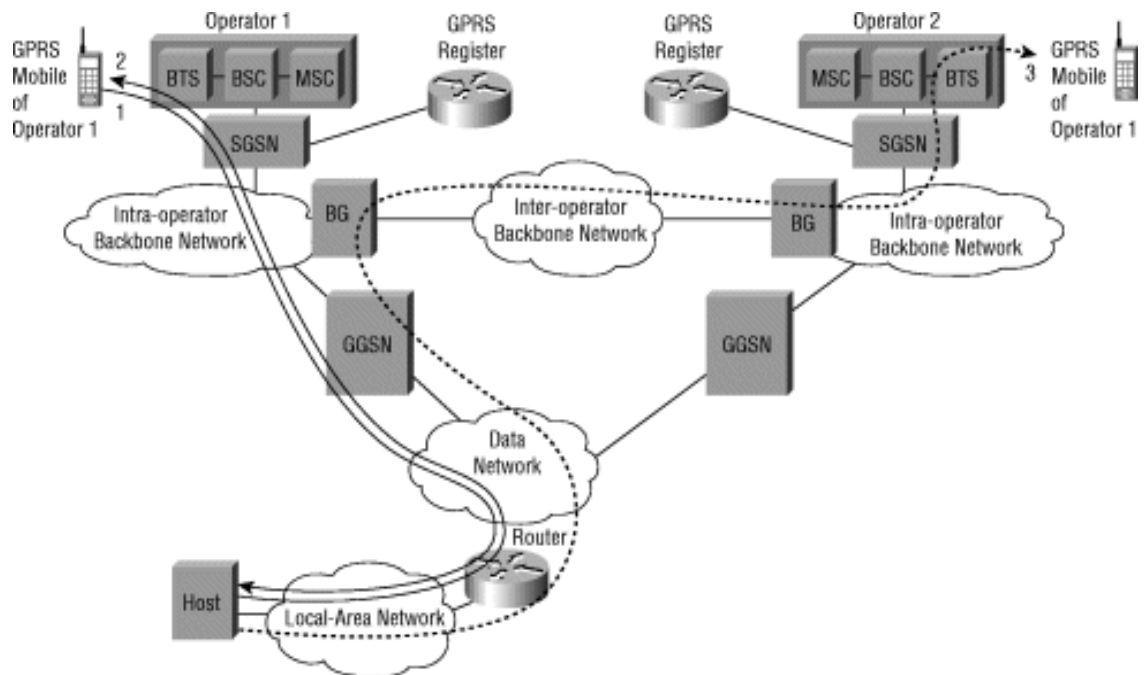 Operator 1
GPRS
Register
GPRS
Register
Operator 2
GPRS
Mobile
of
Operator 1
2
1
BTS
BSC
MSC
MSC
BSC
BTS
3
GPRS
Mobile
of
Operator 1
SGSN
SGSN
Intra-operator
Backbone Network
BG
Inter-operator
Backbone Network
BG
Intra-operator
Backbone Network
GGSN
GGSN
Data
Network
Router
Host
Local-Area Network